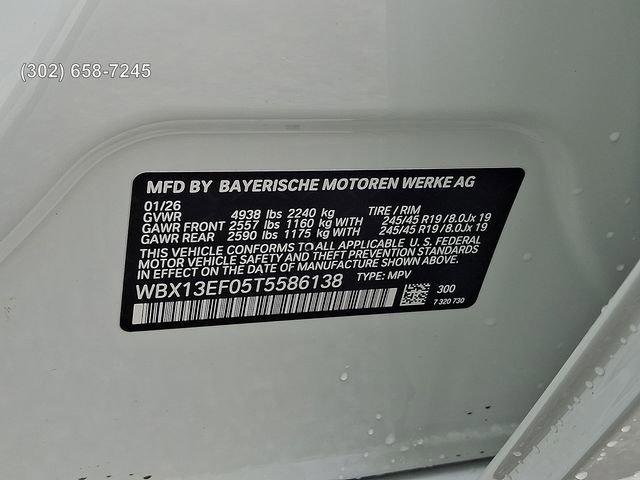 (302) 658-7245
MFD BY BAYERISCHE MOTOREN WERKE AG
01/26
GVWR 4938 lbs 2240 kg TIRE / RIM
GAWR FRONT 2557 lbs 1160 kg WITH 245/45 R19 / 8.0Jx 19
GAWR REAR 2590 lbs 1175 kg WITH 245/45 R19 / 8.0Jx 19
THIS VEHICLE CONFORMS TO ALL APPLICABLE U. S. FEDERAL
MOTOR VEHICLE SAFETY AND THEFT PREVENTION STANDARDS
IN EFFECT ON THE DATE OF MANUFACTURE SHOWN ABOVE.
WBX13EF05T5586138 TYPE: MPV
300
7 320 730